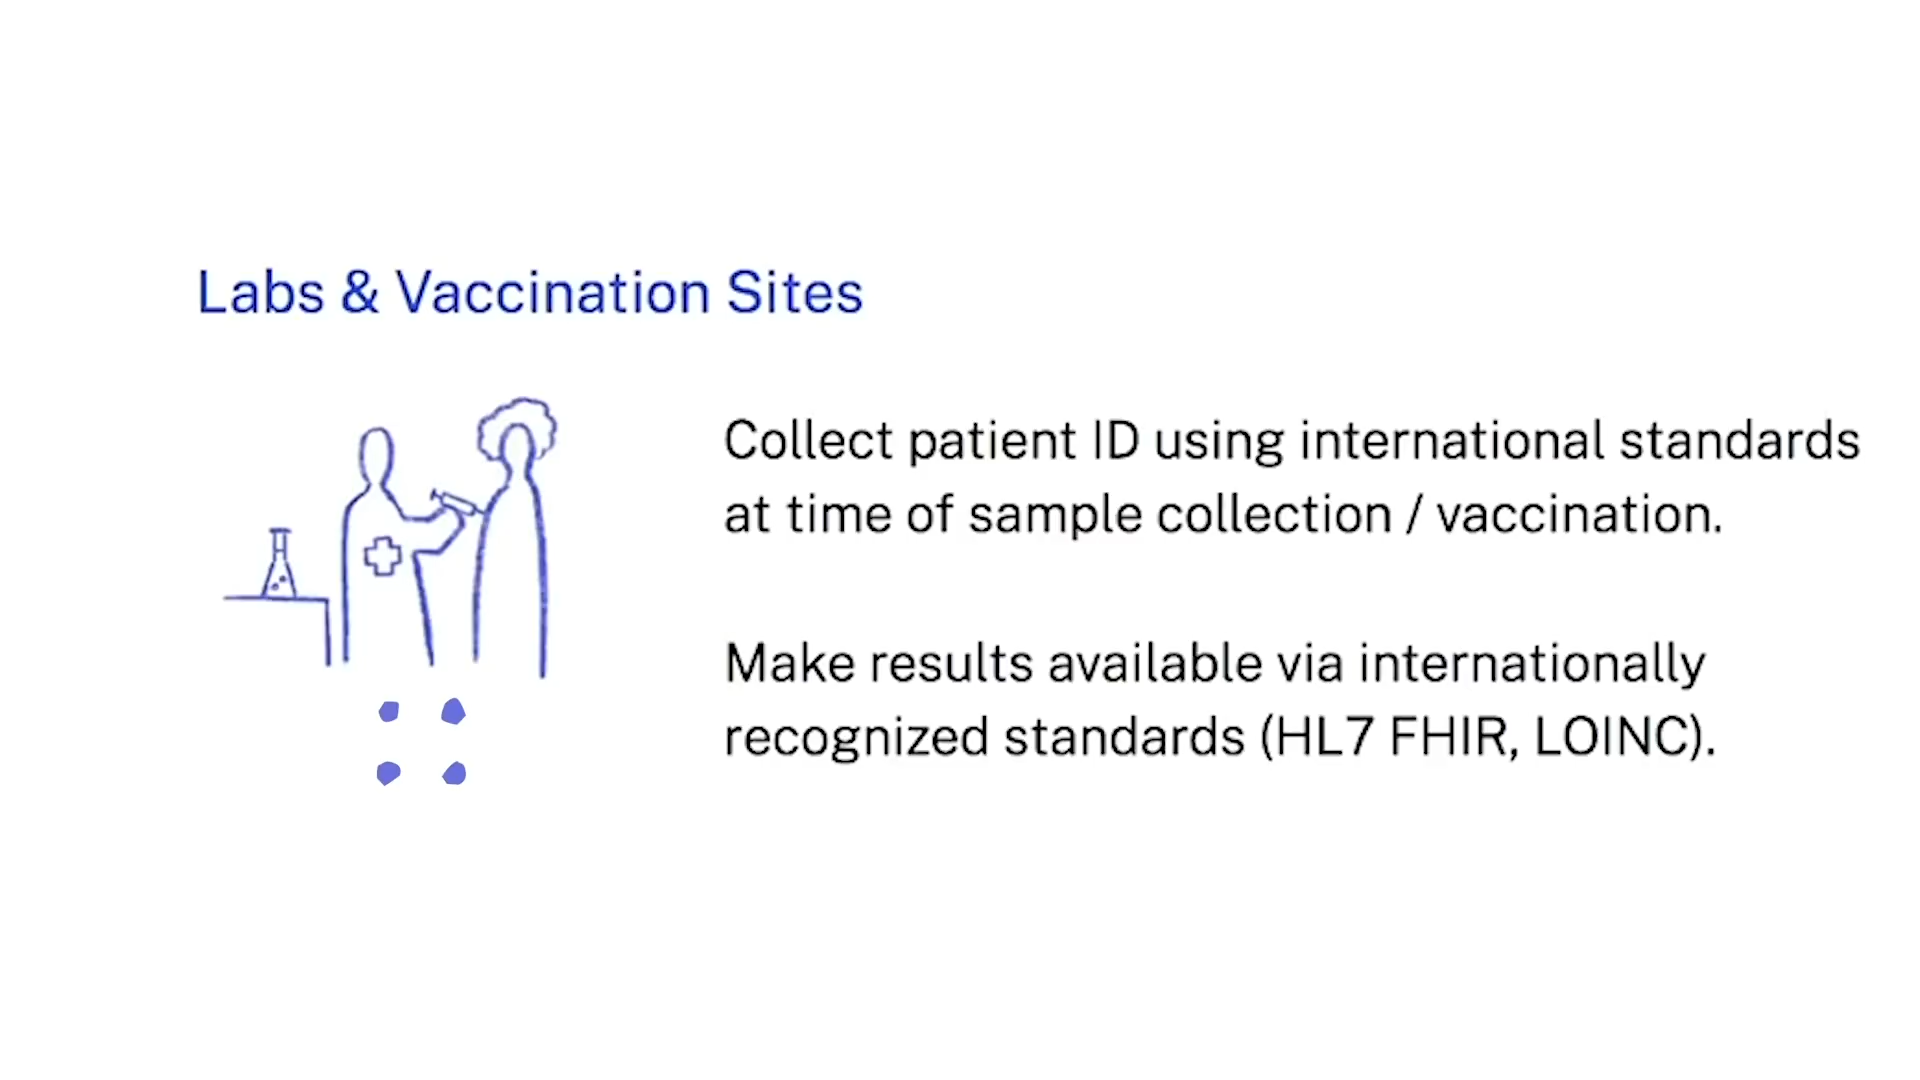 Labs & Vaccination Sites
Collect patient ID using international standards
at time of sample collection / vaccination.
Make results available via internationally
recognized standards (HL7 FHIR, LOINC).